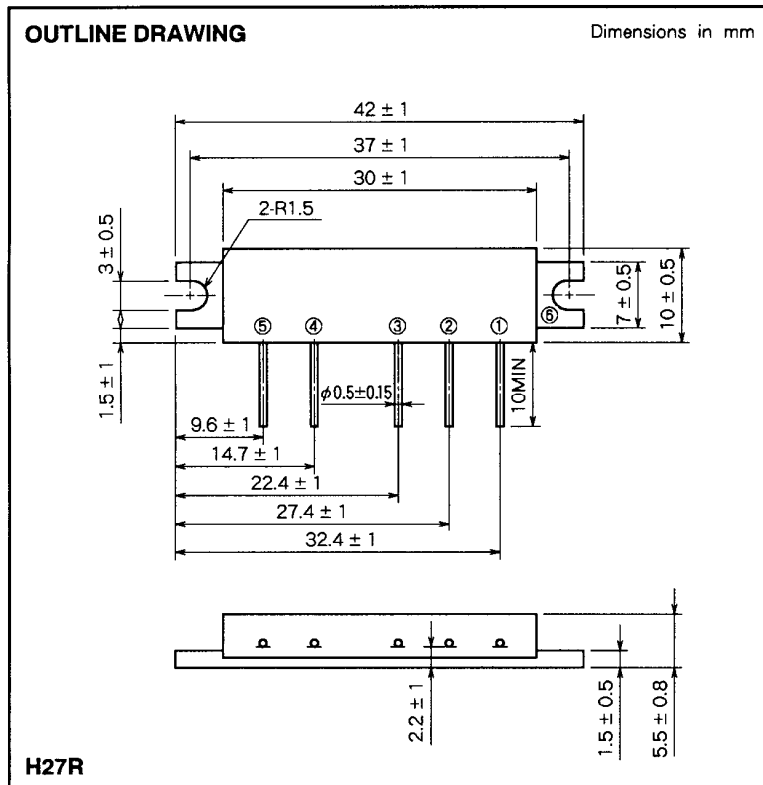 OUTLINE DRAWING
Dimensions in mm
42 ± 1
37 ± 1
30 ± 1
2-R1.5
3 ± 0.5
⑥
7 ± 0.5
10 ± 0.5
⑤ ④ ③ ② ①
1.5 ± 1
φ0.5±0.15
10MIN
9.6 ± 1
14.7 ± 1
22.4 ± 1
27.4 ± 1
32.4 ± 1
2.2 ± 1
1.5 ± 0.5
5.5 ± 0.8
H27R